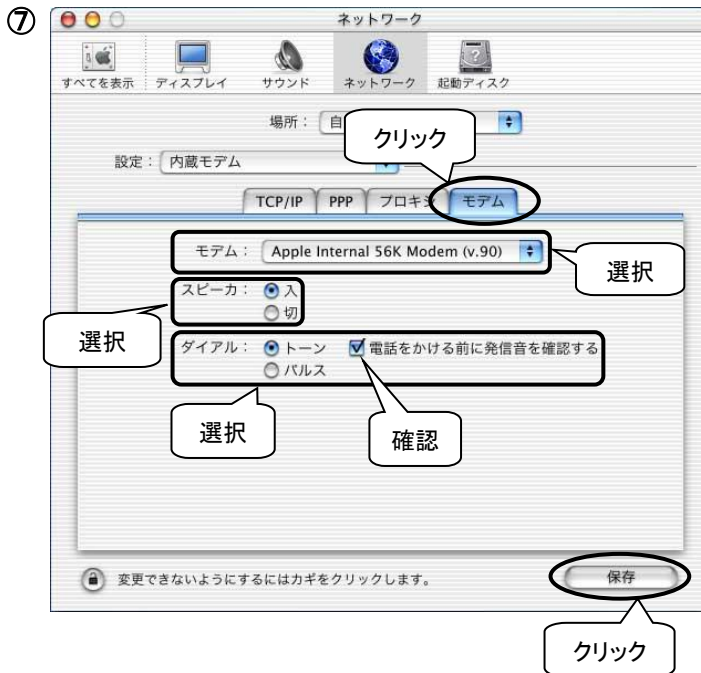 ⑦
ネットワーク
すべてを表示 ディスプレイ サウンド ネットワーク 起動ディスク
場所： 自
クリック
設定： 内蔵モデム
TCP/IP PPP プロキシ モデム
モデム： Apple Internal 56K Modem (v.90)
選択
スピーカ： 入
切
選択
ダイアル： トーン 電話をかける前に発信音を確認する
パルス
選択
確認
変更できないようにするにはカギをクリックします。
保存
クリック